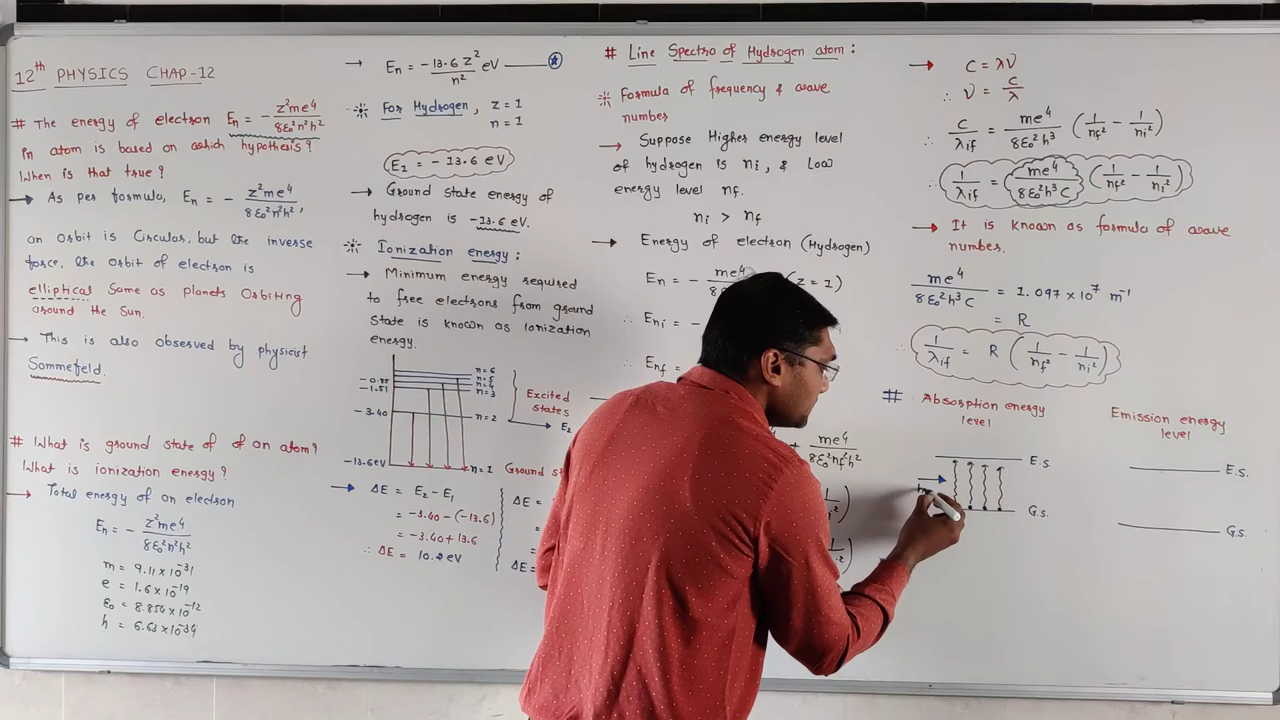 12th PHYSICS CHAP-12
# The energy of electron En = - z²me⁴ / 8ε₀²n²h²
in atom is based on which hypothesis?
When is that true?
→ As per formula, En = - z²me⁴ / 8ε₀²n²h²,
an orbit is Circular, but the inverse
force, the orbit of electron is
elliptical Same as planets Orbiting
around the Sun.
→ This is also observed by physicist
Sommefeld.
# What is ground state of of an atom?
What is ionization energy?
→ Total energy of an electron
En = - z²me⁴ / 8ε₀²n²h²
m = 9.11 × 10⁻³¹
e = 1.6 × 10⁻¹⁹
ε₀ = 8.854 × 10⁻¹²
h = 6.63 × 10⁻³⁴
→ En = -13.6 z² / n² eV
For Hydrogen, z = 1
n = 1
E₁ = -13.6 eV
→ Ground state energy of
hydrogen is -13.6 eV.
Ionization energy:
→ Minimum energy required
to free electrons from ground
state is known as ionization
energy.
n=6
n=5
n=4
-0.85
n=3
-1.51
-3.40
n=2
-13.6 eV
n=1 Ground
Excited
States
E₂
→ ΔE = E₂ - E₁
= -3.40 - (-13.6)
= -3.40 + 13.6
∴ ΔE = 10.2 eV
ΔE =
=
ΔE =
# Line Spectro of Hydrogen atom:
Formula of frequency & wave
number
→ Suppose Higher energy level
of hydrogen is ni, & Low
energy level nf.
ni > nf
→ Energy of electron (Hydrogen)
En = - me⁴ (z = 1)
∴ Eni = -
∴ Enf =
+ me⁴ / 8ε₀²nf²h²
→ C = λν
∴ ν = C / λ
∴ C / λif = me⁴ / 8ε₀²h³ (1/nf² - 1/ni²)
∴ 1 / λif = me⁴ / 8ε₀²h³C (1/nf² - 1/ni²)
→ It is known as formula of wave
number.
me⁴ / 8ε₀²h³C = 1.097 × 10⁷ m⁻¹
= R
∴ 1 / λif = R (1/nf² - 1/ni²)
# Absorption energy
level
E.s.
G.s.
Emission energy
level
E.s.
G.s.